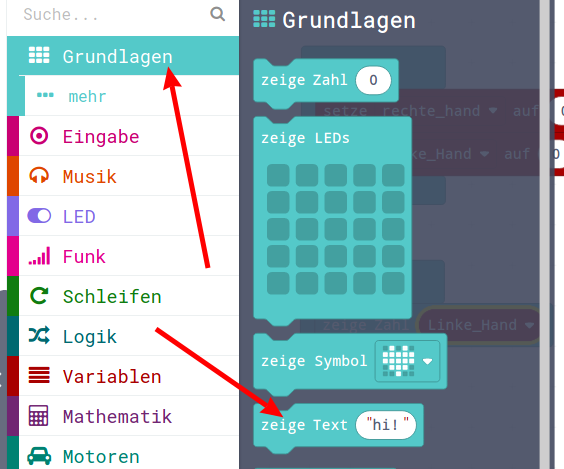 Suche...
Grundlagen
mehr
Eingabe
Musik
LED
Funk
Schleifen
Logik
Variablen
Mathematik
Motoren
Grundlagen
zeige Zahl 0
zeige LEDs
zeige Symbol
zeige Text "hi!"
setze rechte_hand auf
ke_Hand auf 0
zeige Zahl Linke_Hand